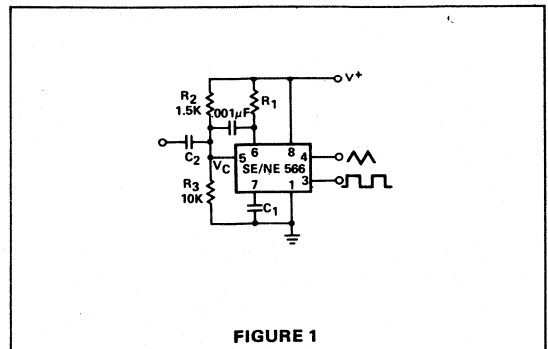 V+
R2
1.5K
.001µF
R1
C2
VC
5
6
8
4
SE/NE 566
3
7
1
R3
10K
C1
FIGURE 1